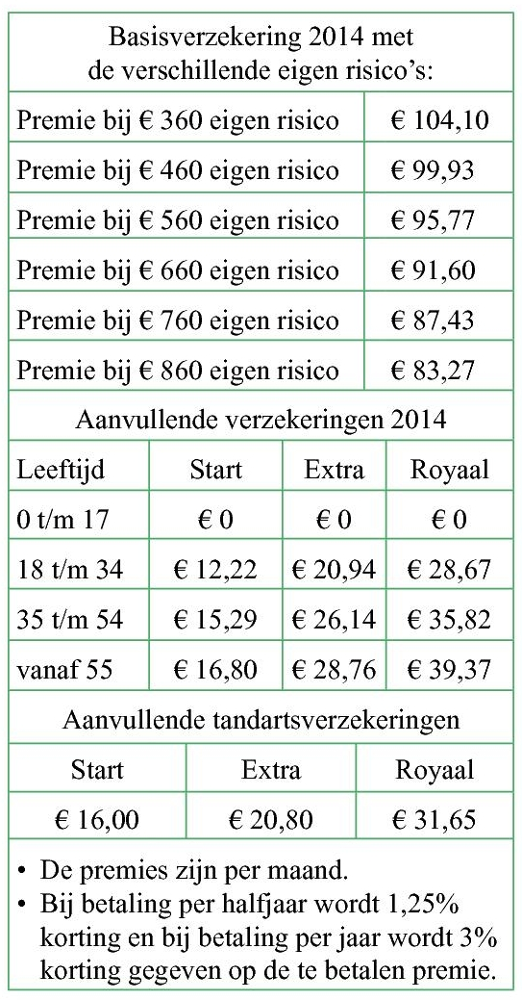 Basisverzekering 2014 met
de verschillende eigen risico's:
Premie bij € 360 eigen risico € 104,10
Premie bij € 460 eigen risico € 99,93
Premie bij € 560 eigen risico € 95,77
Premie bij € 660 eigen risico € 91,60
Premie bij € 760 eigen risico € 87,43
Premie bij € 860 eigen risico € 83,27
Aanvullende verzekeringen 2014
Leeftijd Start Extra Royaal
0 t/m 17 € 0 € 0 € 0
18 t/m 34 € 12,22 € 20,94 € 28,67
35 t/m 54 € 15,29 € 26,14 € 35,82
vanaf 55 € 16,80 € 28,76 € 39,37
Aanvullende tandartsverzekeringen
Start Extra Royaal
€ 16,00 € 20,80 € 31,65
• De premies zijn per maand.
• Bij betaling per halfjaar wordt 1,25%
korting en bij betaling per jaar wordt 3%
korting gegeven op de te betalen premie.